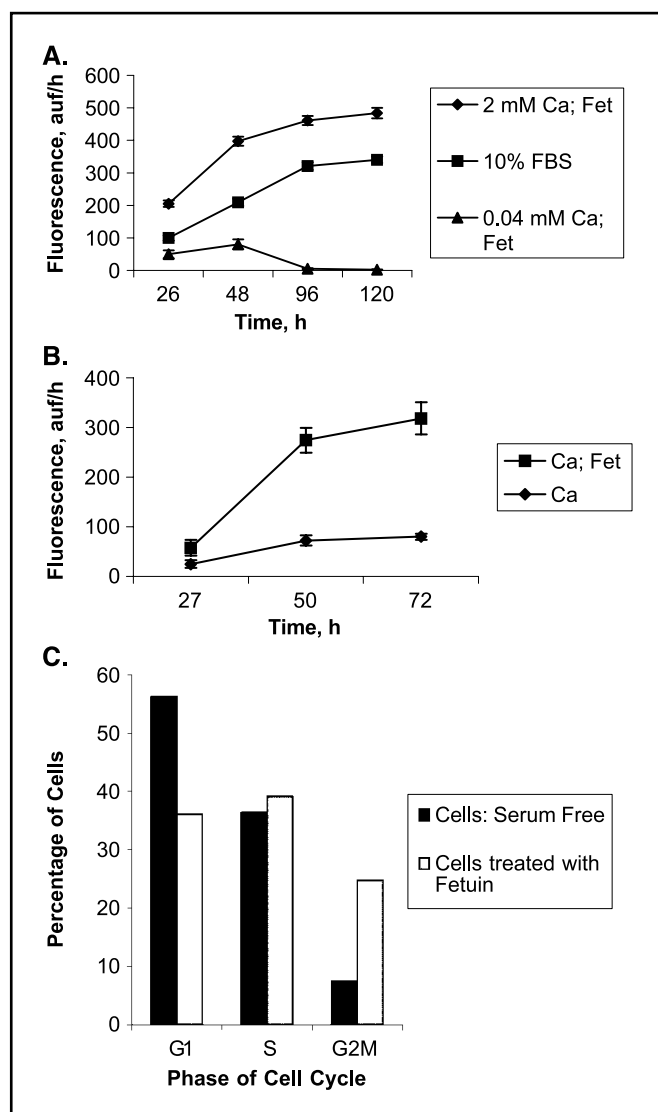 A.
Fluorescence, auf/h
600
500
400
300
200
100
0
26 48 96 120
Time, h
2 mM Ca; Fet
10% FBS
0.04 mM Ca;
Fet
B.
Fluorescence, auf/h
400
300
200
100
0
27 50 72
Time, h
Ca; Fet
Ca
C.
Percentage of Cells
60
50
40
30
20
10
0
G1 S G2M
Phase of Cell Cycle
Cells: Serum Free
Cells treated with
Fetuin